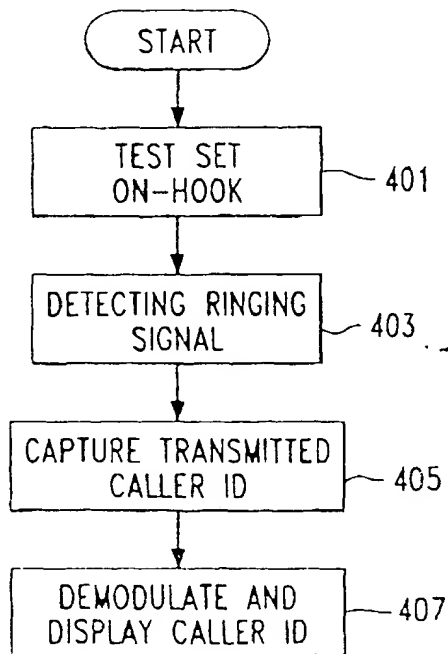 START
TEST SET
ON-HOOK
401
DETECTING RINGING
SIGNAL
403
CAPTURE TRANSMITTED
CALLER ID
405
DEMODULATE AND
DISPLAY CALLER ID
407